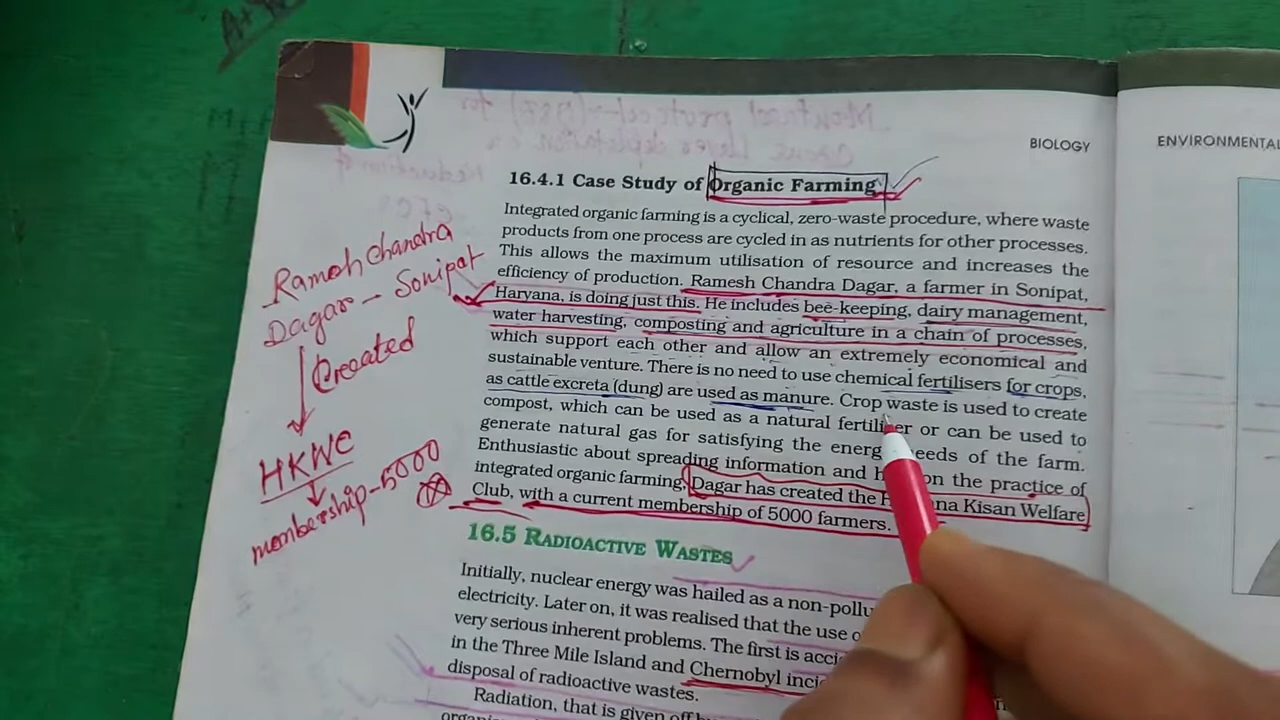 BIOLOGY
ENVIRONMENTAL
16.4.1 Case Study of Organic Farming
Integrated organic farming is a cyclical, zero-waste procedure, where waste
products from one process are cycled in as nutrients for other processes.
This allows the maximum utilisation of resource and increases the
efficiency of production. Ramesh Chandra Dagar, a farmer in Sonipat,
Haryana, is doing just this. He includes bee-keeping, dairy management,
water harvesting, composting and agriculture in a chain of processes,
which support each other and allow an extremely economical and
sustainable venture. There is no need to use chemical fertilisers for crops,
as cattle excreta (dung) are used as manure. Crop waste is used to create
compost, which can be used as a natural fertiliser or can be used to
generate natural gas for satisfying the energy needs of the farm.
Enthusiastic about spreading information and on the practice of
integrated organic farming, Dagar has created the Kisan Welfare
Club, with a current membership of 5000 farmers.
Ramesh Chandra
Dagar - Sonipat
Created
HKWC
membership-5000
16.5 RADIOACTIVE WASTES
Initially, nuclear energy was hailed as a
electricity. Later on, it was realised that the use
very serious inherent problems. The first is
in the Three Mile Island and Chernobyl
disposal of radioactive wastes.
Radiation, that is given off